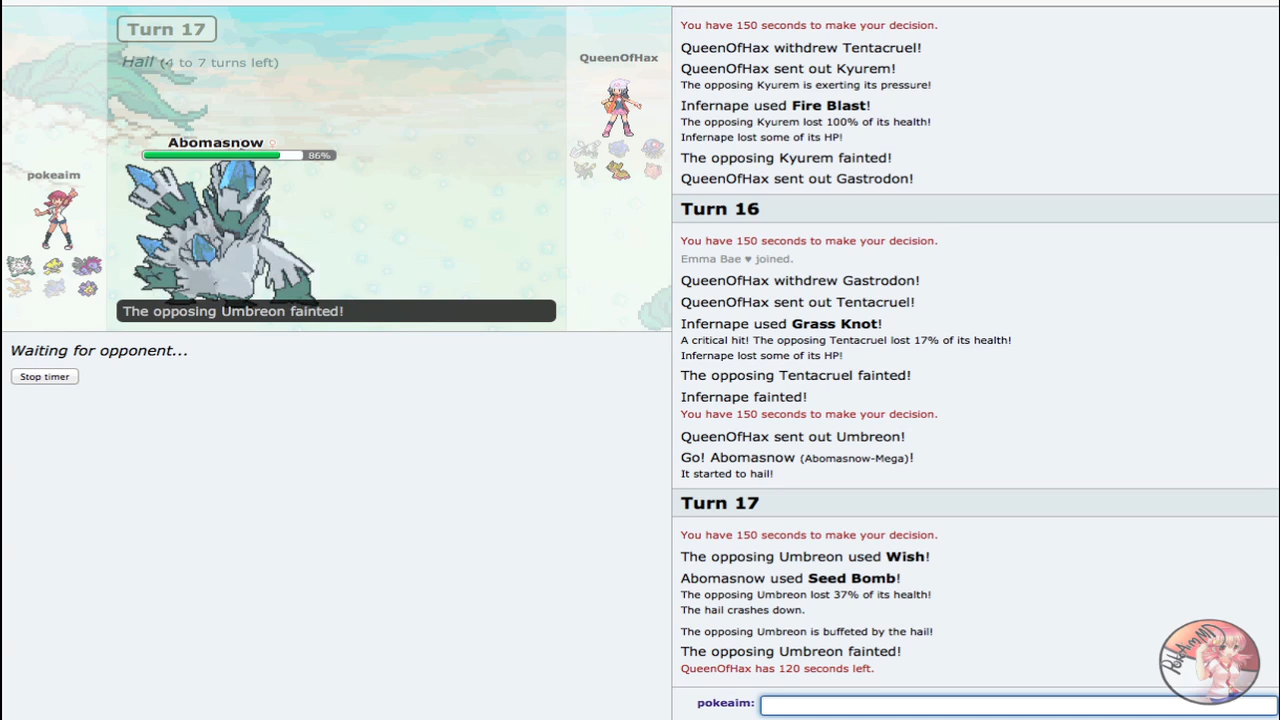 Turn 17
Hail (4 to 7 turns left)
QueenOfHax
Abomasnow ♀
86%
pokeaim
The opposing Umbreon fainted!
Waiting for opponent...
Stop timer
You have 150 seconds to make your decision.
QueenOfHax withdrew Tentacruel!
QueenOfHax sent out Kyurem!
The opposing Kyurem is exerting its pressure!
Infernape used Fire Blast!
The opposing Kyurem lost 100% of its health!
Infernape lost some of its HP!
The opposing Kyurem fainted!
QueenOfHax sent out Gastrodon!
Turn 16
You have 150 seconds to make your decision.
Emma Bae ♥ joined.
QueenOfHax withdrew Gastrodon!
QueenOfHax sent out Tentacruel!
Infernape used Grass Knot!
A critical hit! The opposing Tentacruel lost 17% of its health!
Infernape lost some of its HP!
The opposing Tentacruel fainted!
Infernape fainted!
You have 150 seconds to make your decision.
QueenOfHax sent out Umbreon!
Go! Abomasnow (Abomasnow-Mega)!
It started to hail!
Turn 17
You have 150 seconds to make your decision.
The opposing Umbreon used Wish!
Abomasnow used Seed Bomb!
The opposing Umbreon lost 37% of its health!
The hail crashes down.
The opposing Umbreon is buffeted by the hail!
The opposing Umbreon fainted!
QueenOfHax has 120 seconds left.
pokeaim:
PokeAimMD